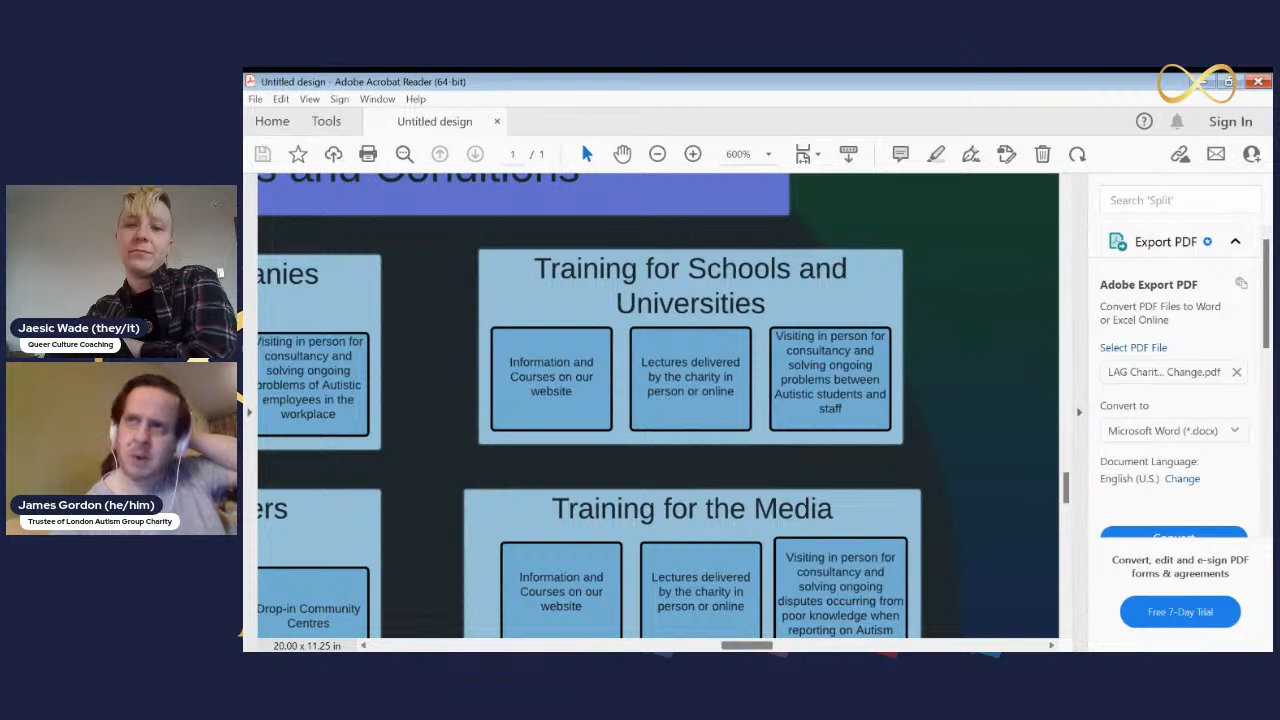 Untitled design - Adobe Acrobat Reader (64-bit)
File Edit View Sign Window Help
Home Tools Untitled design × Sign In
1 / 1 600%
s and Conditions
anies
Visiting in person for
consultancy and
solving ongoing
problems of Autistic
employees in the
workplace
Training for Schools and
Universities
Information and
Courses on our
website
Lectures delivered
by the charity in
person or online
Visiting in person for
consultancy and
solving ongoing
problems between
Autistic students and
staff
ers
Drop-in Community
Centres
Training for the Media
Information and
Courses on our
website
Lectures delivered
by the charity in
person or online
Visiting in person for
consultancy and
solving ongoing
disputes occurring from
poor knowledge when
reporting on Autism
20.00 x 11.25 in
Search 'Split'
Export PDF
Adobe Export PDF
Convert PDF Files to Word
or Excel Online
Select PDF File
LAG Charit... Change.pdf
Convert to
Microsoft Word (*.docx)
Document Language:
English (U.S.) Change
Convert
Convert, edit and e-sign PDF
forms & agreements
Free 7-Day Trial
Jaesic Wade (they/it)
Queer Culture Coaching
James Gordon (he/him)
Trustee of London Autism Group Charity